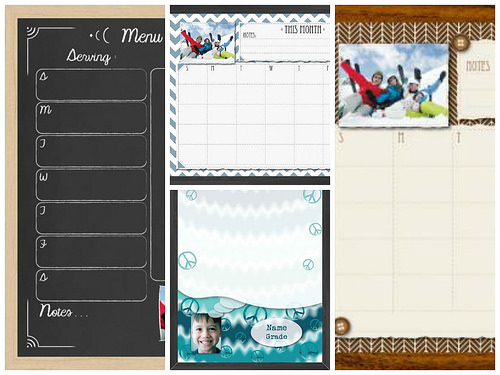 Menu
Serving
S
M
T
W
T
F
S
Notes...
THIS MONTH
NOTES:
S M T W T F
Name
Grade
NOTES
S M T